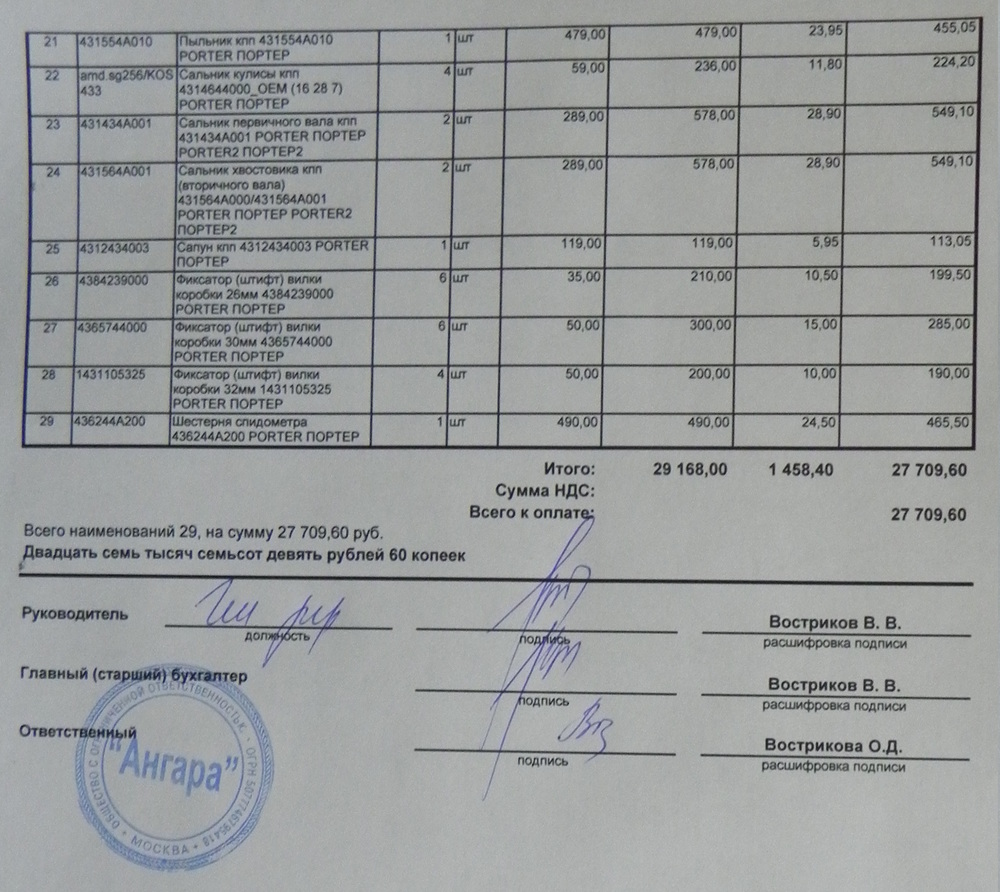 21 431554A010 Пыльник кпп 431554A010 1 шт 479,00 479,00 23,95 455,05
PORTER ПОРТЕР
22 amd.sg256/KOS Сальник кулисы кпп 4 шт 59,00 236,00 11,80 224,20
433 4314644000_OEM (16 28 7)
PORTER ПОРТЕР
23 431434A001 Сальник первичного вала кпп 2 шт 289,00 578,00 28,90 549,10
431434A001 PORTER ПОРТЕР
PORTER2 ПОРТЕР2
24 431564A001 Сальник хвостовика кпп 2 шт 289,00 578,00 28,90 549,10
(вторичного вала)
431564A000/431564A001
PORTER ПОРТЕР PORTER2
ПОРТЕР2
25 4312434003 Сапун кпп 4312434003 PORTER 1 шт 119,00 119,00 5,95 113,05
ПОРТЕР
26 4384239000 Фиксатор (штифт) вилки 6 шт 35,00 210,00 10,50 199,50
коробки 26мм 4384239000
PORTER ПОРТЕР
27 4365744000 Фиксатор (штифт) вилки 6 шт 50,00 300,00 15,00 285,00
коробки 30мм 4365744000
PORTER ПОРТЕР
28 1431105325 Фиксатор (штифт) вилки 4 шт 50,00 200,00 10,00 190,00
коробки 32мм 1431105325
PORTER ПОРТЕР
29 436244A200 Шестерня спидометра 1 шт 490,00 490,00 24,50 465,50
436244A200 PORTER ПОРТЕР
Итого: 29 168,00 1 458,40 27 709,60
Сумма НДС:
Всего к оплате: 27 709,60
Всего наименований 29, на сумму 27 709,60 руб.
Двадцать семь тысяч семьсот девять рублей 60 копеек
Руководитель Востриков В. В.
должность подпись расшифровка подписи
Главный (старший) бухгалтер Востриков В. В.
подпись расшифровка подписи
Ответственный Вострикова О.Д.
подпись расшифровка подписи
"Ангара"
ОБЩЕСТВО С ОГРАНИЧЕННОЙ ОТВЕТСТВЕННОСТЬЮ
МОСКВА